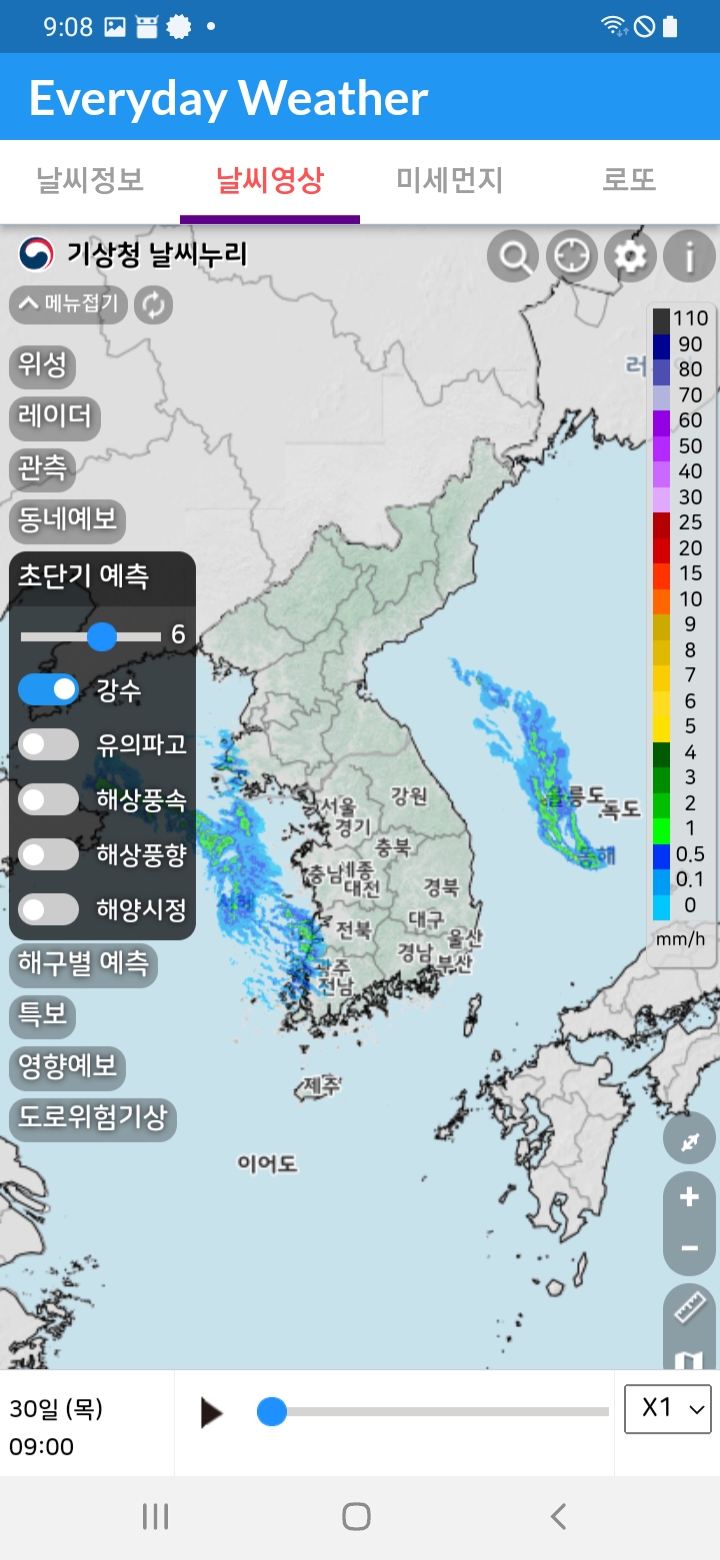 9:08
Everyday Weather
날씨정보
날씨영상
미세먼지
로또
기상청 날씨누리
메뉴접기
위성
레이더
관측
동네예보
초단기 예측
6
강수
유의파고
해상풍속
해상풍향
해양시정
해구별 예측
특보
영향예보
도로위험기상
110
90
80
70
60
50
40
30
25
20
15
10
9
8
7
6
5
4
3
2
1
0.5
0.1
0
mm/h
서울
경기
강원
충북
충남
세종
대전
경북
전북
대구
울산
경남
부산
광주
전남
제주
이어도
울릉도
독도
동해
30일 (목)
09:00
X1